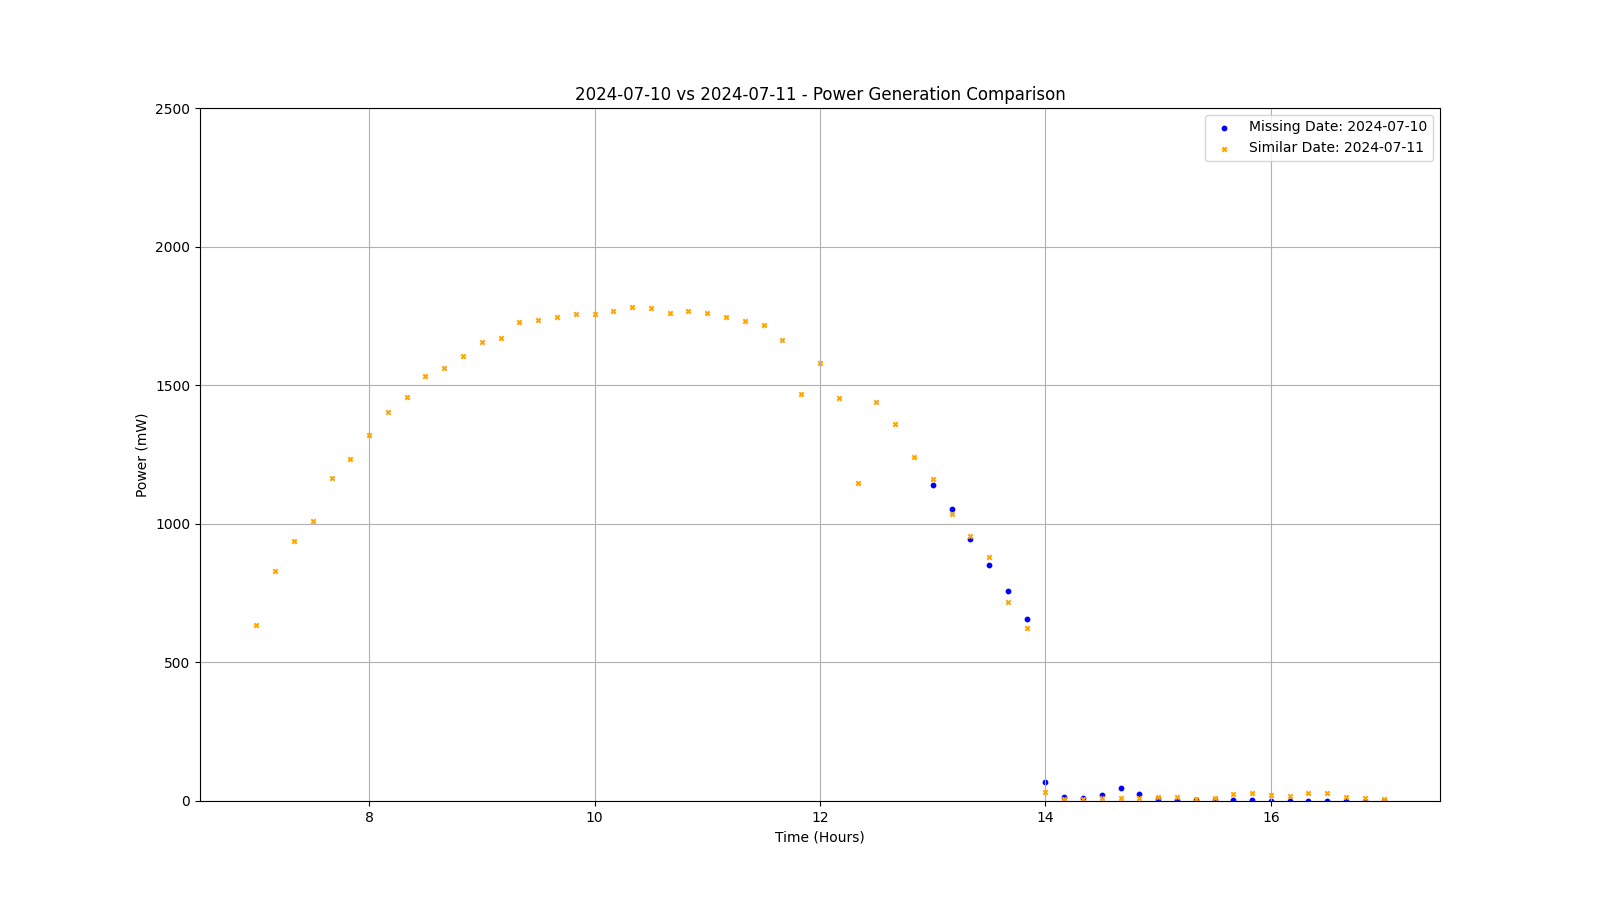 2024-07-10 vs 2024-07-11 - Power Generation Comparison
Missing Date: 2024-07-10
Similar Date: 2024-07-11
Power (mW)
2500
2000
1500
1000
500
0
8 10 12 14 16
Time (Hours)